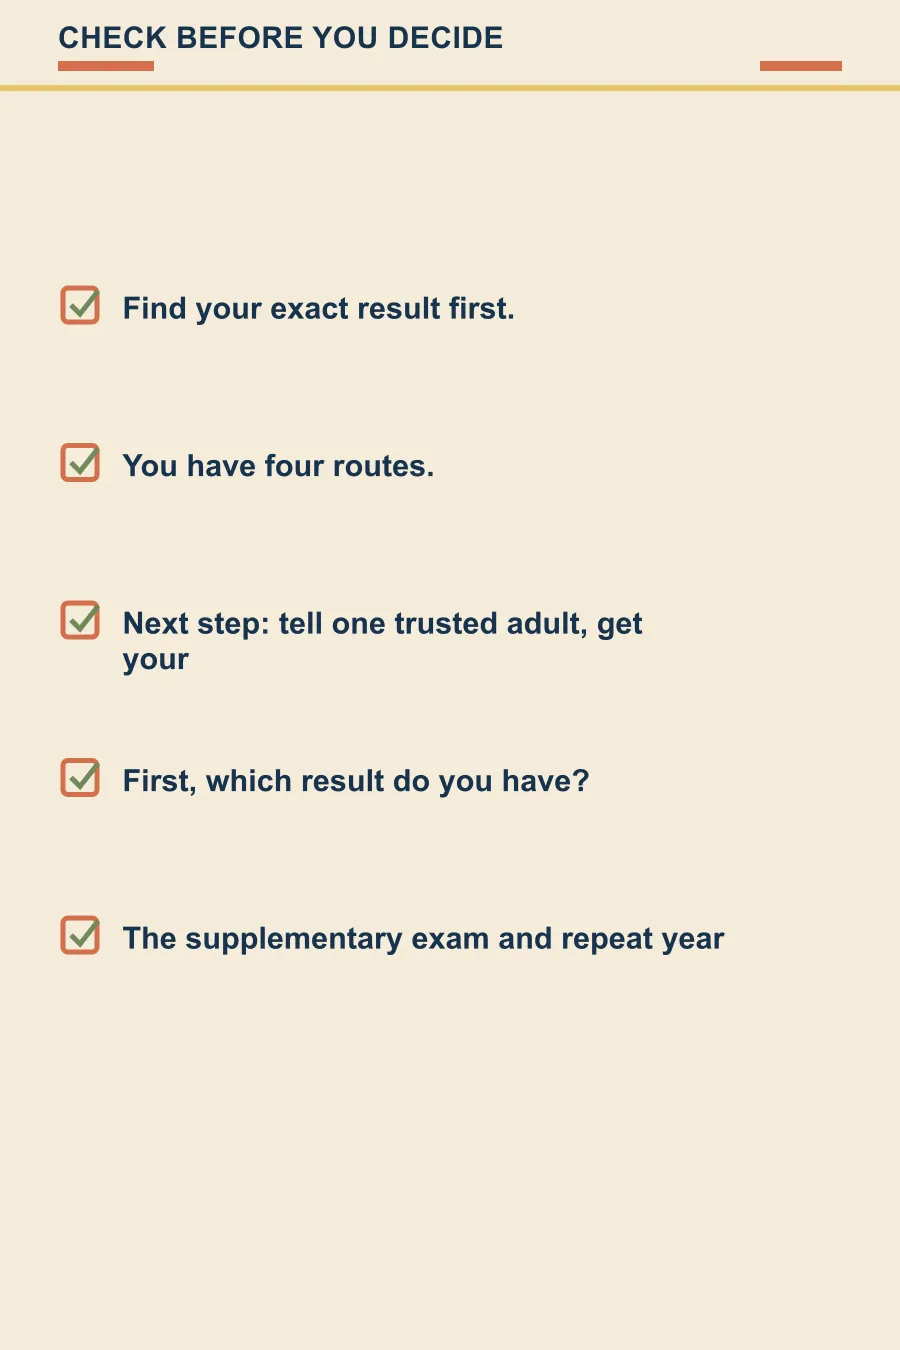 CHECK BEFORE YOU DECIDE
Find your exact result first.
You have four routes.
Next step: tell one trusted adult, get
your
First, which result do you have?
The supplementary exam and repeat year